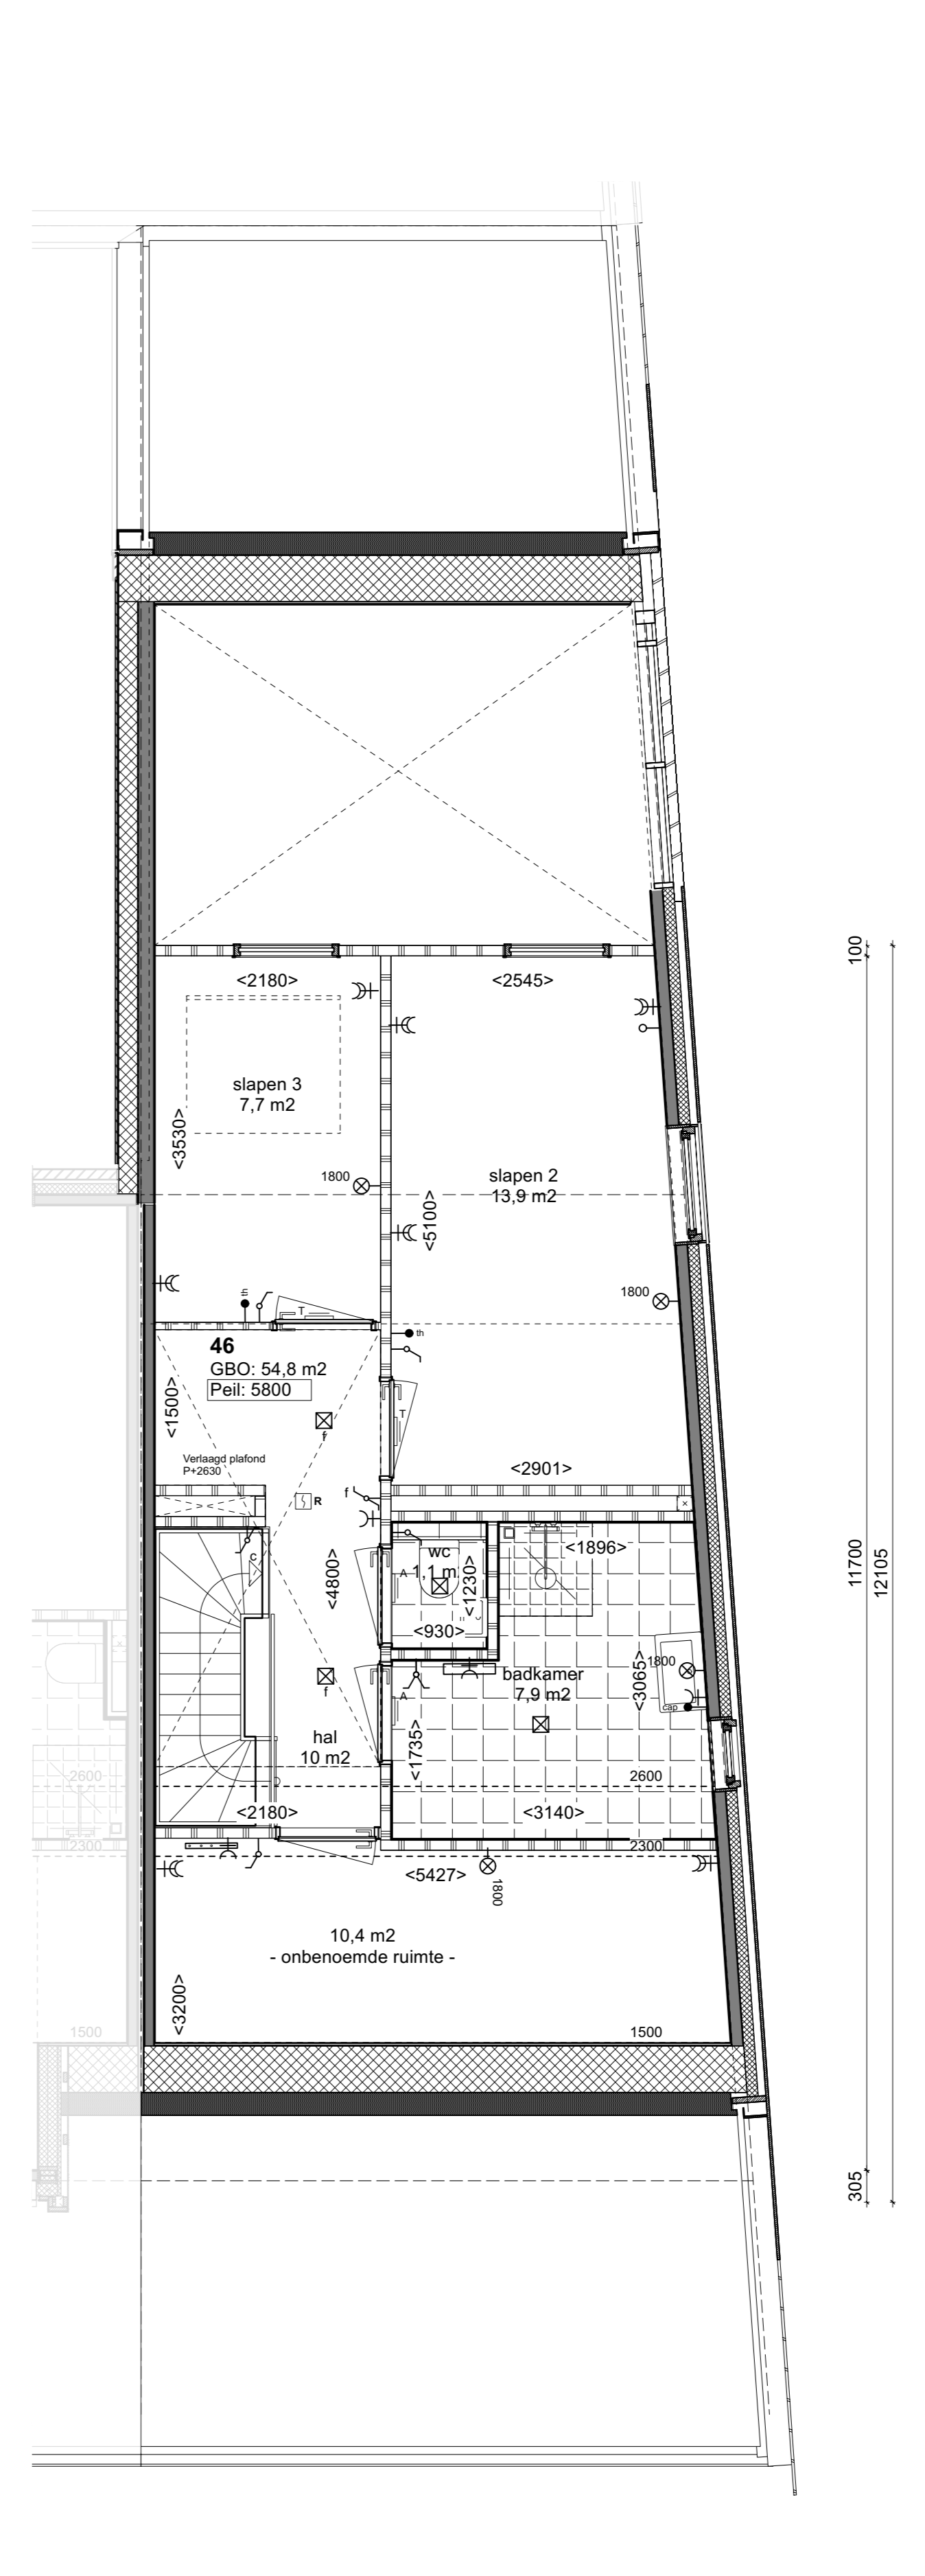 100
<2180>
<2545>
slapen 3
7,7 m2
<3530>
1800
slapen 2
13,9 m2
<5100>
1800
th
T
th
46
GBO: 54,8 m2
Peil: 5800
<1500>
f
T
Verlaagd plafond
P+2630
<2901>
R
f
×
11700
12105
C
<4800>
wc
1,1 m
A
<1230>
<1896>
<930>
badkamer
7,9 m2
<3065>
1800
cap
f
A
<1735>
hal
10 m2
2600
2600
<2180>
<3140>
2300
2300
<5427>
1800
10,4 m2
- onbenoemde ruimte -
<3200>
1500
1500
305